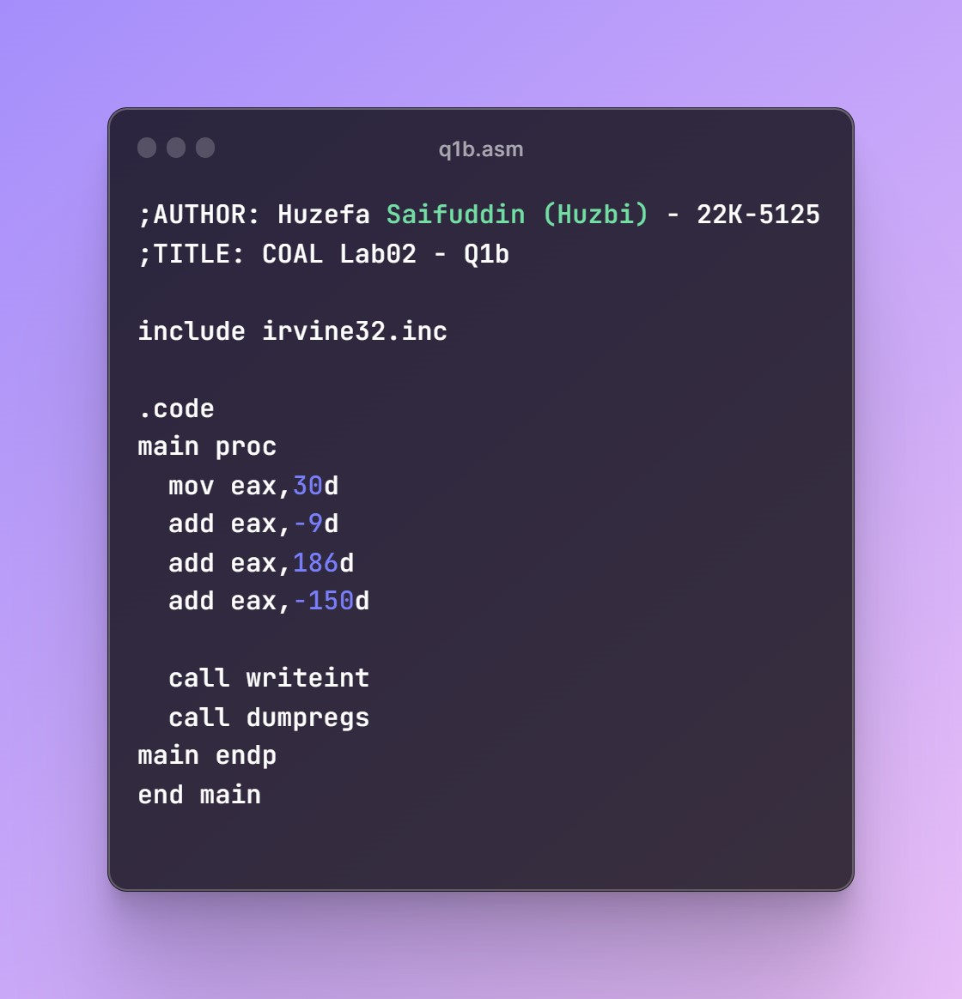 q1b.asm
;AUTHOR: Huzefa Saifuddin (Huzbi) - 22K-5125
;TITLE: COAL Lab02 - Q1b
include irvine32.inc
.code
main proc
  mov eax,30d
  add eax,-9d
  add eax,186d
  add eax,-150d
  call writeint
  call dumpregs
main endp
end main